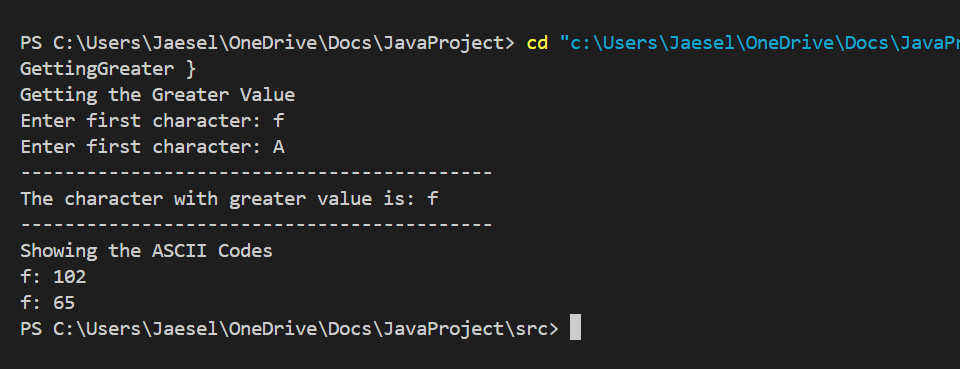 PS C:\Users\Jaesel\OneDrive\Docs\JavaProject> cd "c:\Users\Jaesel\OneDrive\Docs\JavaPr
GettingGreater }
Getting the Greater Value
Enter first character: f
Enter first character: A
-------------------------------------------
The character with greater value is: f
-------------------------------------------
Showing the ASCII Codes
f: 102
f: 65
PS C:\Users\Jaesel\OneDrive\Docs\JavaProject\src>